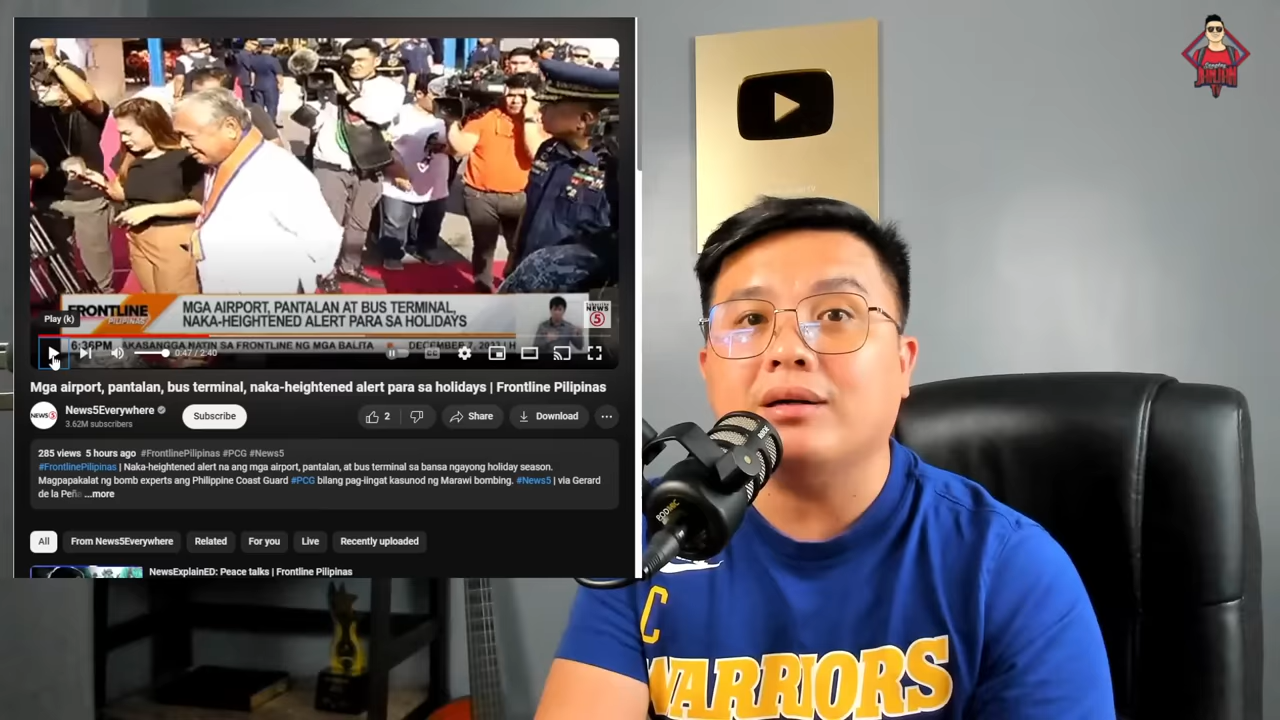 FRONTLINE
PILIPINAS
MGA AIRPORT, PANTALAN AT BUS TERMINAL,
NAKA-HEIGHTENED ALERT PARA SA HOLIDAYS
NEWS
5
Play (k)
6:36PM
AKASANGGA NATIN SA FRONTLINE NG MGA BALITA
0:47 / 2:40
CC
Mga airport, pantalan, bus terminal, naka-heightened alert para sa holidays | Frontline Pilipinas
NEWS5
News5Everywhere
3.62M subscribers
Subscribe
2
Share
Download
285 views 5 hours ago #FrontlinePilipinas #PCG #News5
#FrontlinePilipinas | Naka-heightened alert na ang mga airport, pantalan, at bus terminal sa bansa ngayong holiday season.
Magpapakalat ng bomb experts ang Philippine Coast Guard #PCG bilang pag-iingat kasunod ng Marawi bombing. #News5 | via Gerard
de la Peña ...more
All
From News5Everywhere
Related
For you
Live
Recently uploaded
NewsExplainED: Peace talks | Frontline Pilipinas
JANJAN
PODMIC
C
WARRIORS